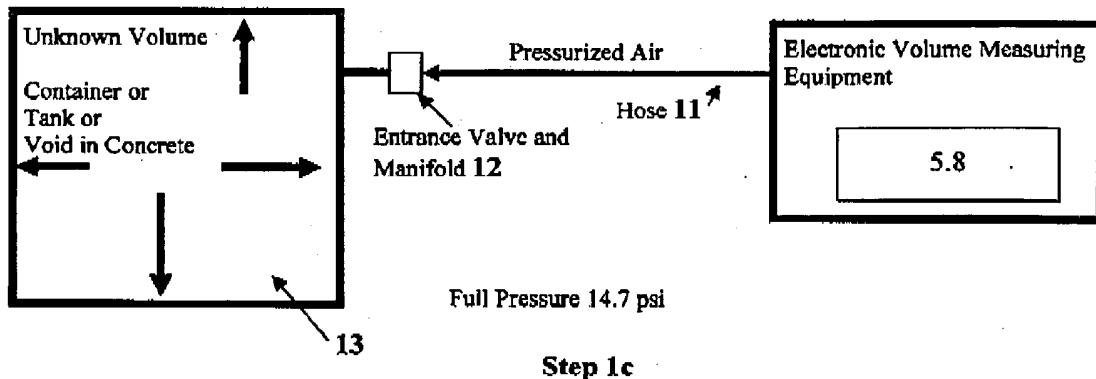 Unknown Volume
Container or
Tank or
Void in Concrete
Pressurized Air
Hose 11
Entrance Valve and
Manifold 12
Electronic Volume Measuring
Equipment
5.8
Full Pressure 14.7 psi
13
Step 1c